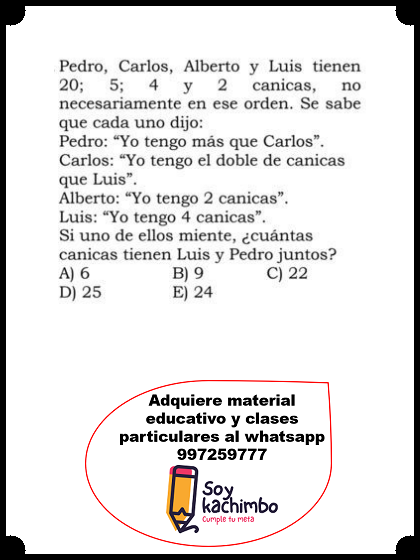 Pedro, Carlos, Alberto y Luis tienen
20; 5; 4 y 2 canicas, no
necesariamente en ese orden. Se sabe
que cada uno dijo:
Pedro: “Yo tengo más que Carlos”.
Carlos: “Yo tengo el doble de canicas
que Luis”.
Alberto: “Yo tengo 2 canicas”.
Luis: “Yo tengo 4 canicas”.
Si uno de ellos miente, ¿cuántas
canicas tienen Luis y Pedro juntos?
A) 6 B) 9 C) 22
D) 25 E) 24
Adquiere material
educativo y clases
particulares al whatsapp
997259777
Soy
kachimbo
Cumple tu meta